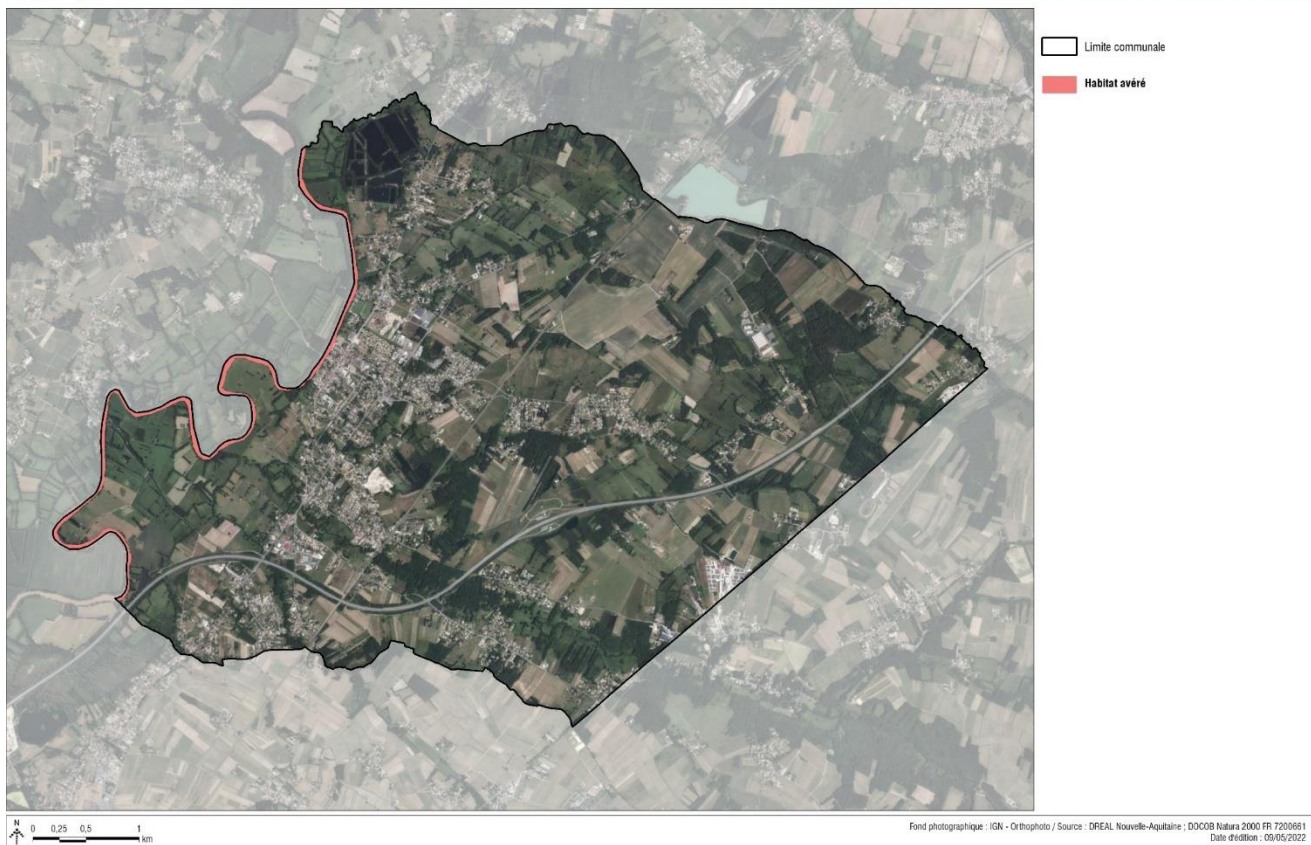 Limite communale
Habitat avéré
N
0 0,25 0,5 1
km
Fond photographique : IGN - Orthophoto / Source : DREAL Nouvelle-Aquitaine ; DOCOB Natura 2000 FR 7200661
Date d'édition : 09/05/2022